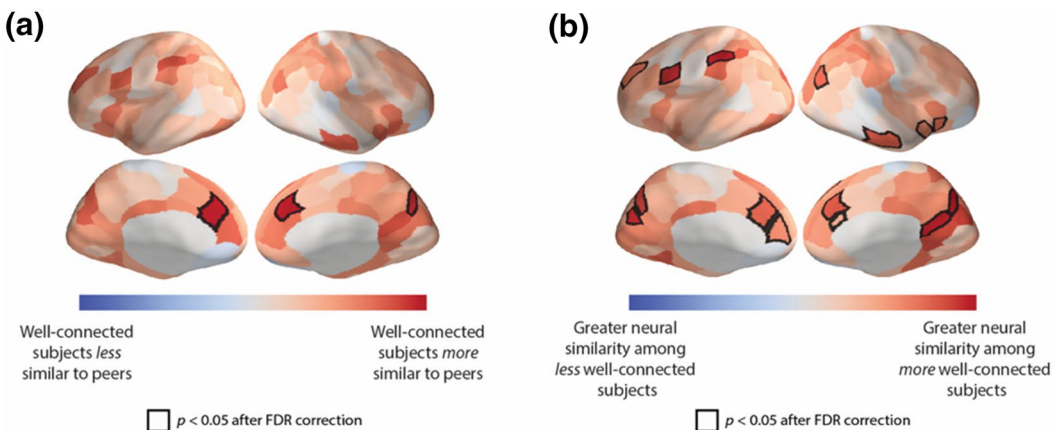 (a)
Well-connected
subjects less
similar to peers
Well-connected
subjects more
similar to peers
p < 0.05 after FDR correction
(b)
Greater neural
similarity among
less well-connected
subjects
Greater neural
similarity among
more well-connected
subjects
p < 0.05 after FDR correction